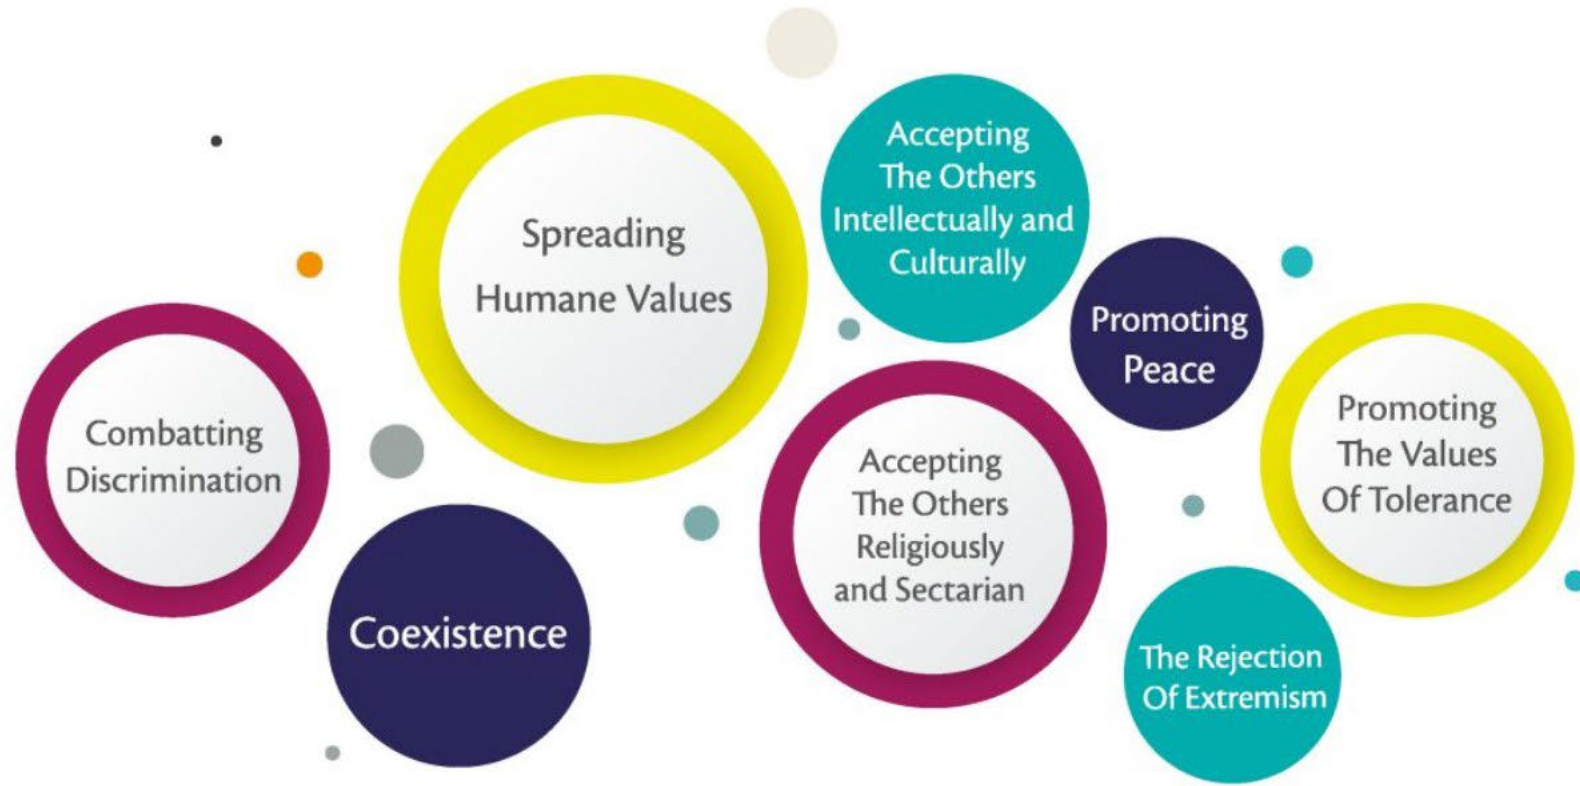 Accepting
The Others
Intellectually and
Culturally
Spreading
Humane Values
Promoting
Peace
Combatting
Discrimination
Accepting
The Others
Religiously
and Sectarian
Promoting
The Values
Of Tolerance
Coexistence
The Rejection
Of Extremism